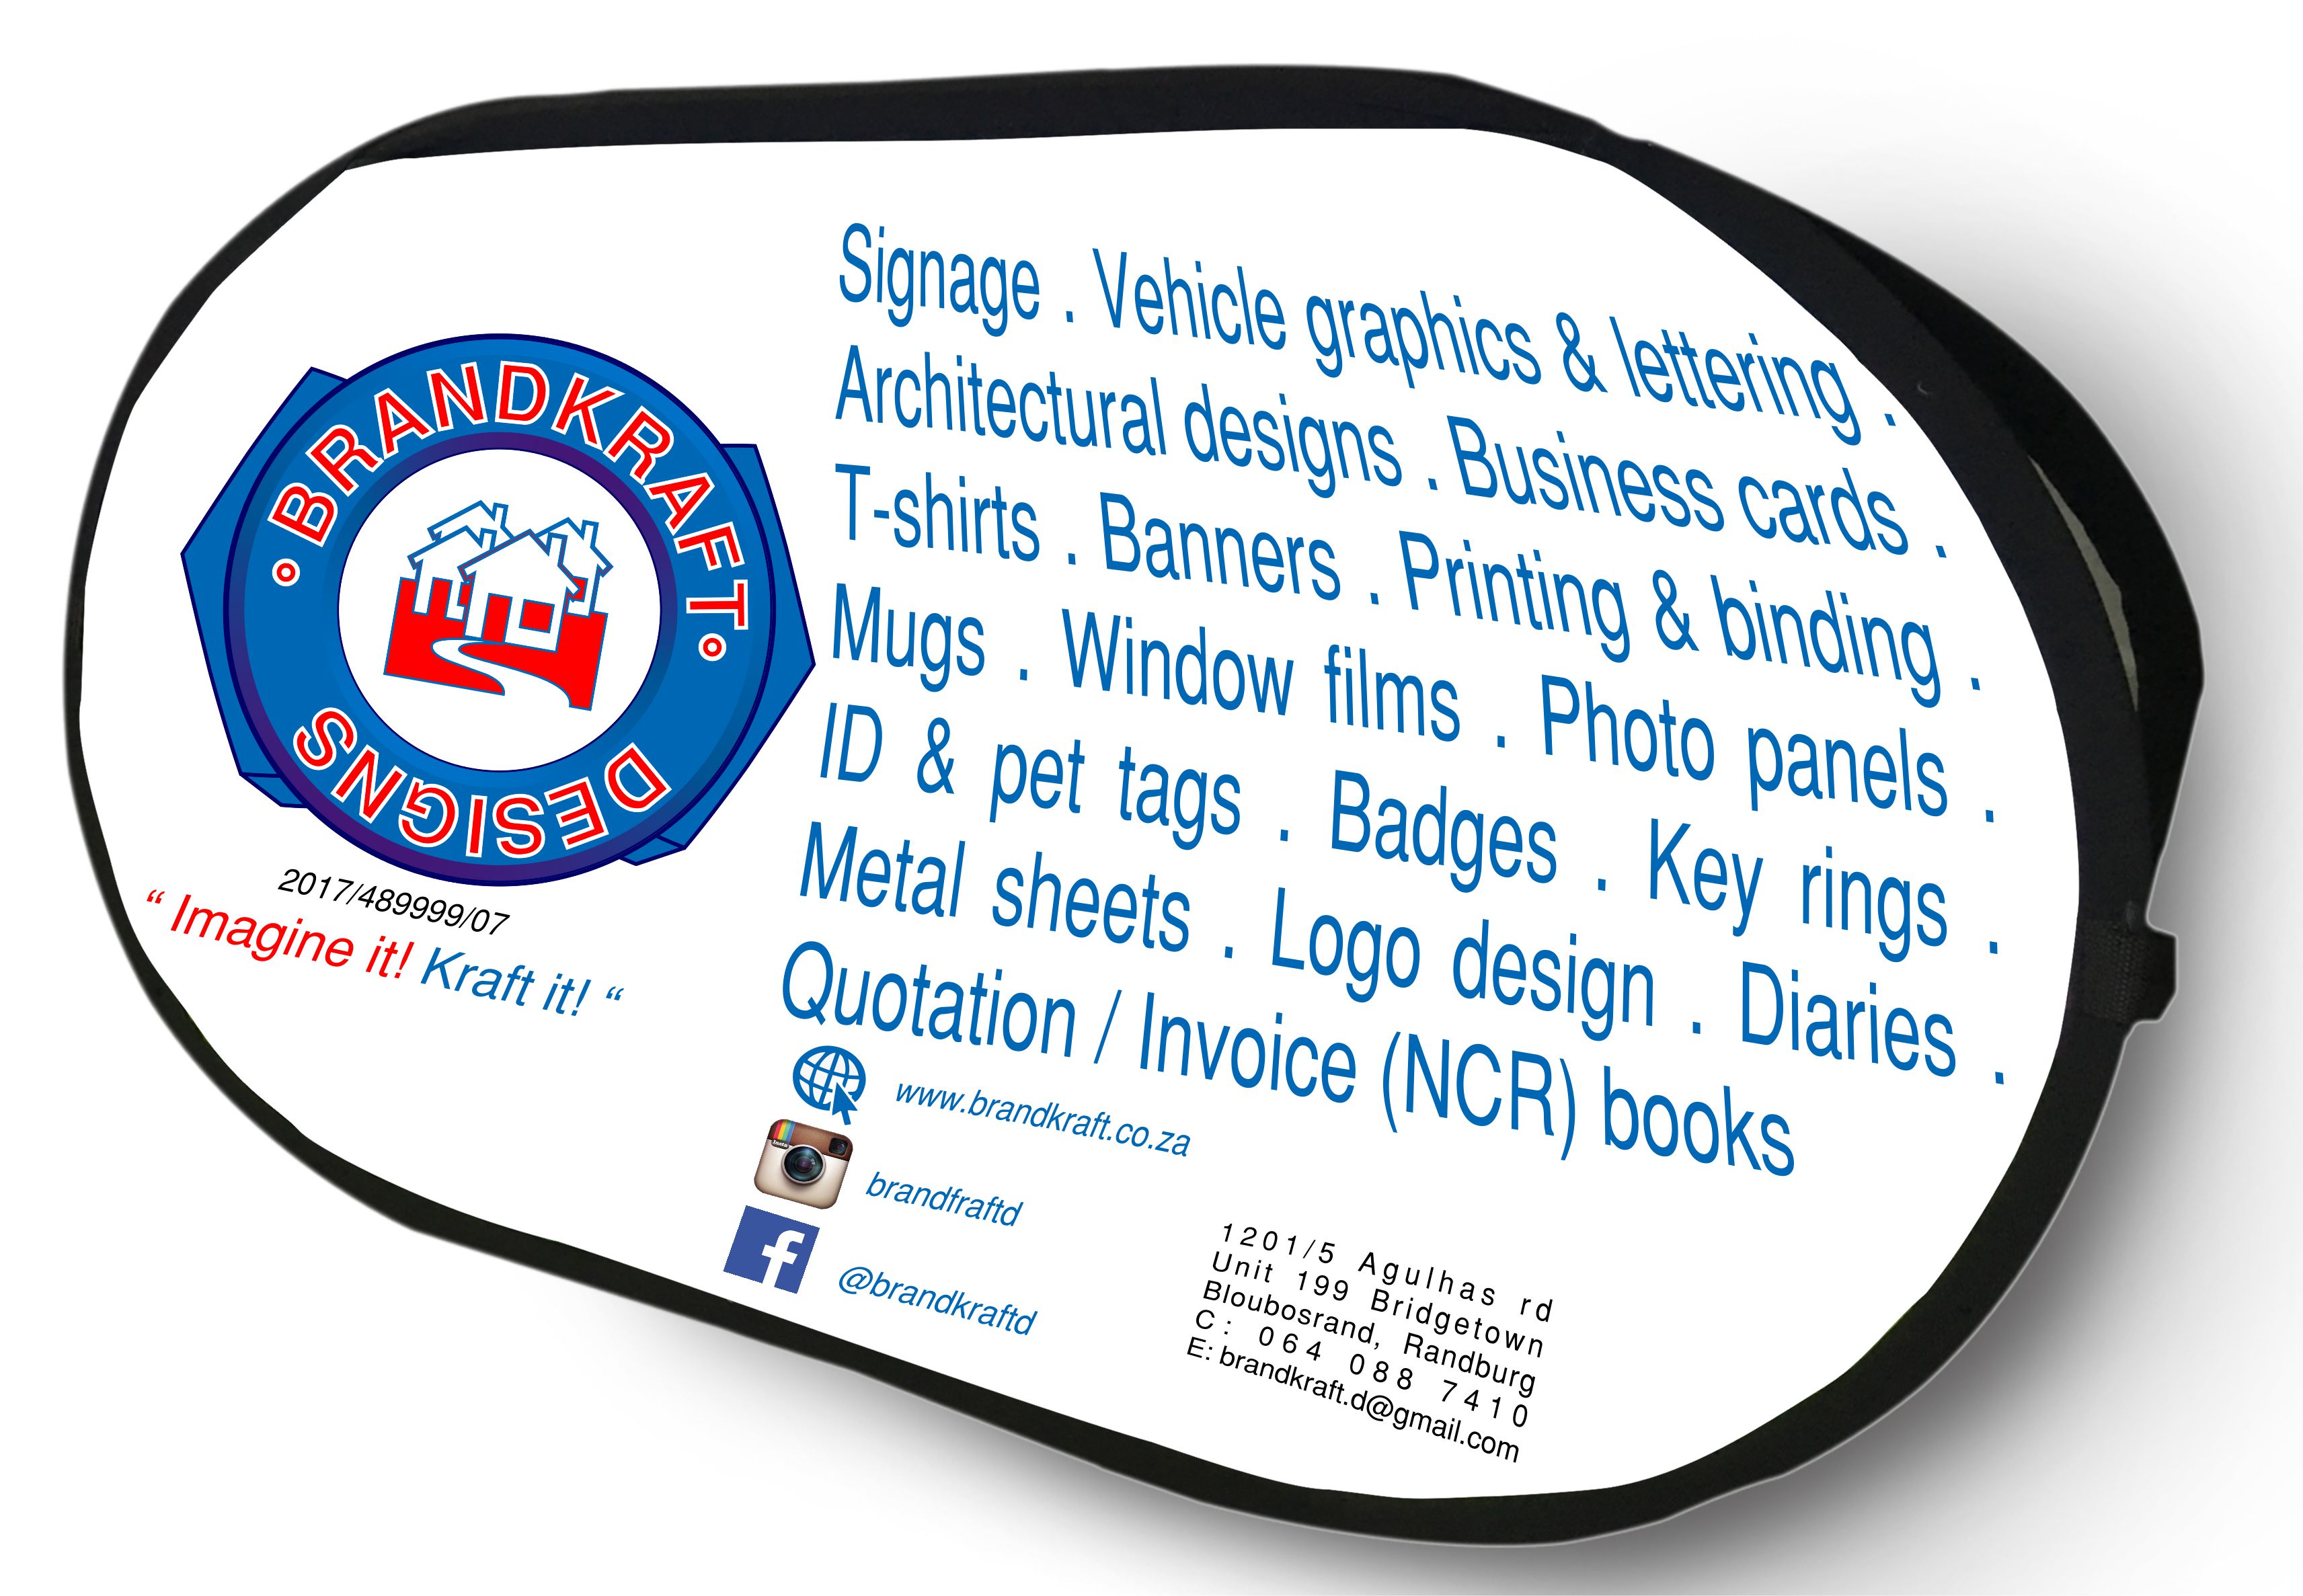 BRANDKRAFT
DESIGNS
2017/489999/07
“ Imagine it! Kraft it! “
Signage . Vehicle graphics & lettering .
Architectural designs . Business cards .
T-shirts . Banners . Printing & binding .
Mugs . Window films . Photo panels .
ID & pet tags . Badges . Key rings .
Metal sheets . Logo design . Diaries .
Quotation / Invoice (NCR) books
www.brandkraft.co.za
Insta
brandfraftd
f
@brandkraftd
1201/5 Agulhas rd
Unit 199 Bridgetown
Bloubosrand, Randburg
C: 064 088 7410
E: brandkraft.d@gmail.com